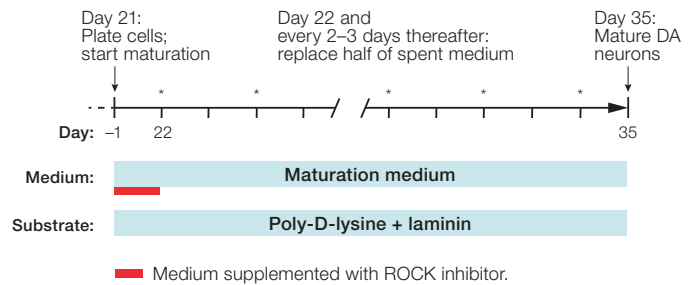 Day 21:
Plate cells;
start maturation
Day 22 and
every 2–3 days thereafter:
replace half of spent medium
Day 35:
Mature DA
neurons
* * * * *
Day: –1 22 35
Medium: Maturation medium
Substrate: Poly-D-lysine + laminin
Medium supplemented with ROCK inhibitor.